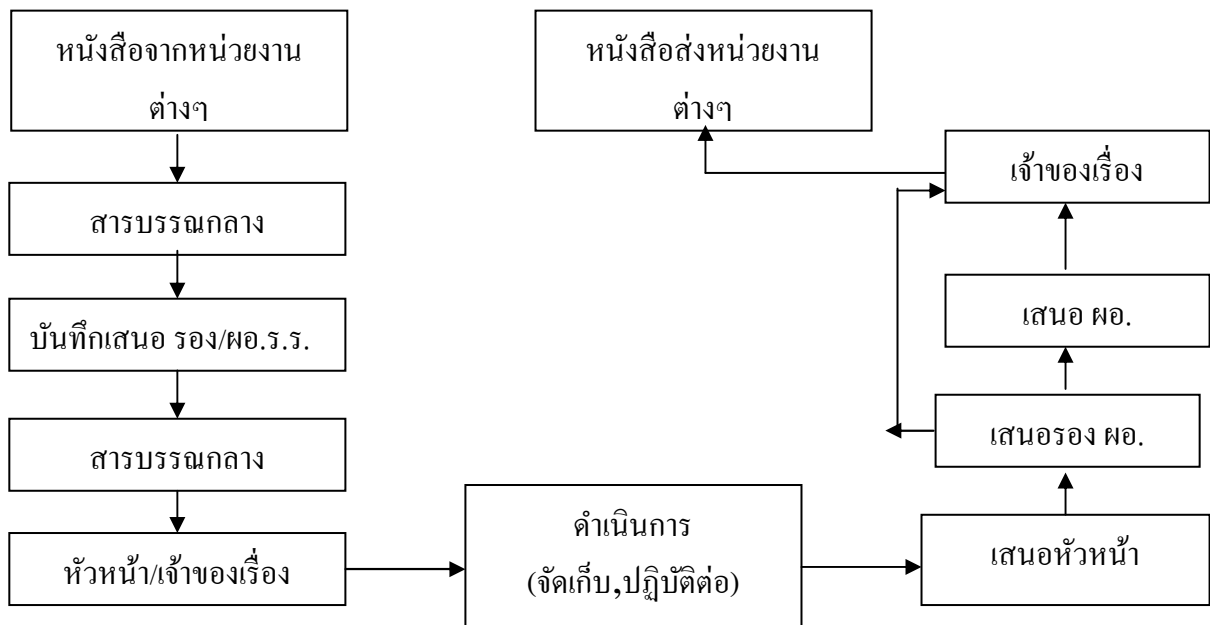 หนังสือจากหน่วยงาน
ต่างๆ
สารบรรณกลาง
บันทึกเสนอ รอง/ผอ.ร.ร.
สารบรรณกลาง
หัวหน้า/เจ้าของเรื่อง
ดำเนินการ
(จัดเก็บ,ปฏิบัติต่อ)
เสนอหัวหน้า
เสนอรอง ผอ.
เสนอ ผอ.
เจ้าของเรื่อง
หนังสือส่งหน่วยงาน
ต่างๆ